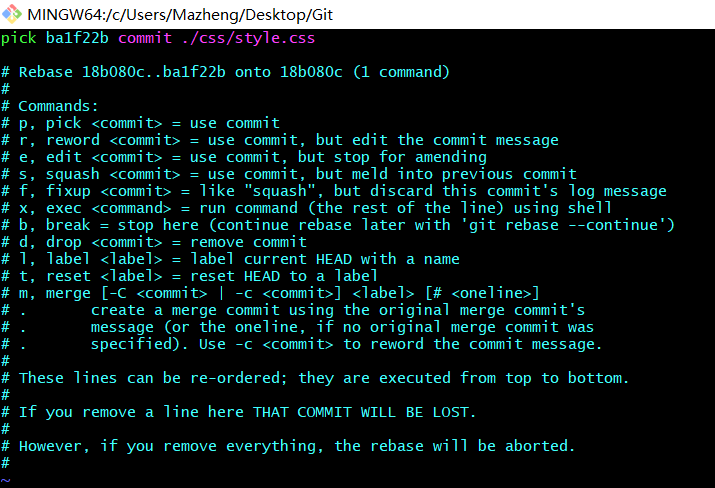 MINGW64:/c/Users/Mazheng/Desktop/Git
pick ba1f22b commit ./css/style.css
# Rebase 18b080c..ba1f22b onto 18b080c (1 command)
#
# Commands:
# p, pick <commit> = use commit
# r, reword <commit> = use commit, but edit the commit message
# e, edit <commit> = use commit, but stop for amending
# s, squash <commit> = use commit, but meld into previous commit
# f, fixup <commit> = like "squash", but discard this commit's log message
# x, exec <command> = run command (the rest of the line) using shell
# b, break = stop here (continue rebase later with 'git rebase --continue')
# d, drop <commit> = remove commit
# l, label <label> = label current HEAD with a name
# t, reset <label> = reset HEAD to a label
# m, merge [-C <commit> | -c <commit>] <label> [# <oneline>]
# .       create a merge commit using the original merge commit's
# .       message (or the oneline, if no original merge commit was
# .       specified). Use -c <commit> to reword the commit message.
#
# These lines can be re-ordered; they are executed from top to bottom.
#
# If you remove a line here THAT COMMIT WILL BE LOST.
#
# However, if you remove everything, the rebase will be aborted.
#
~